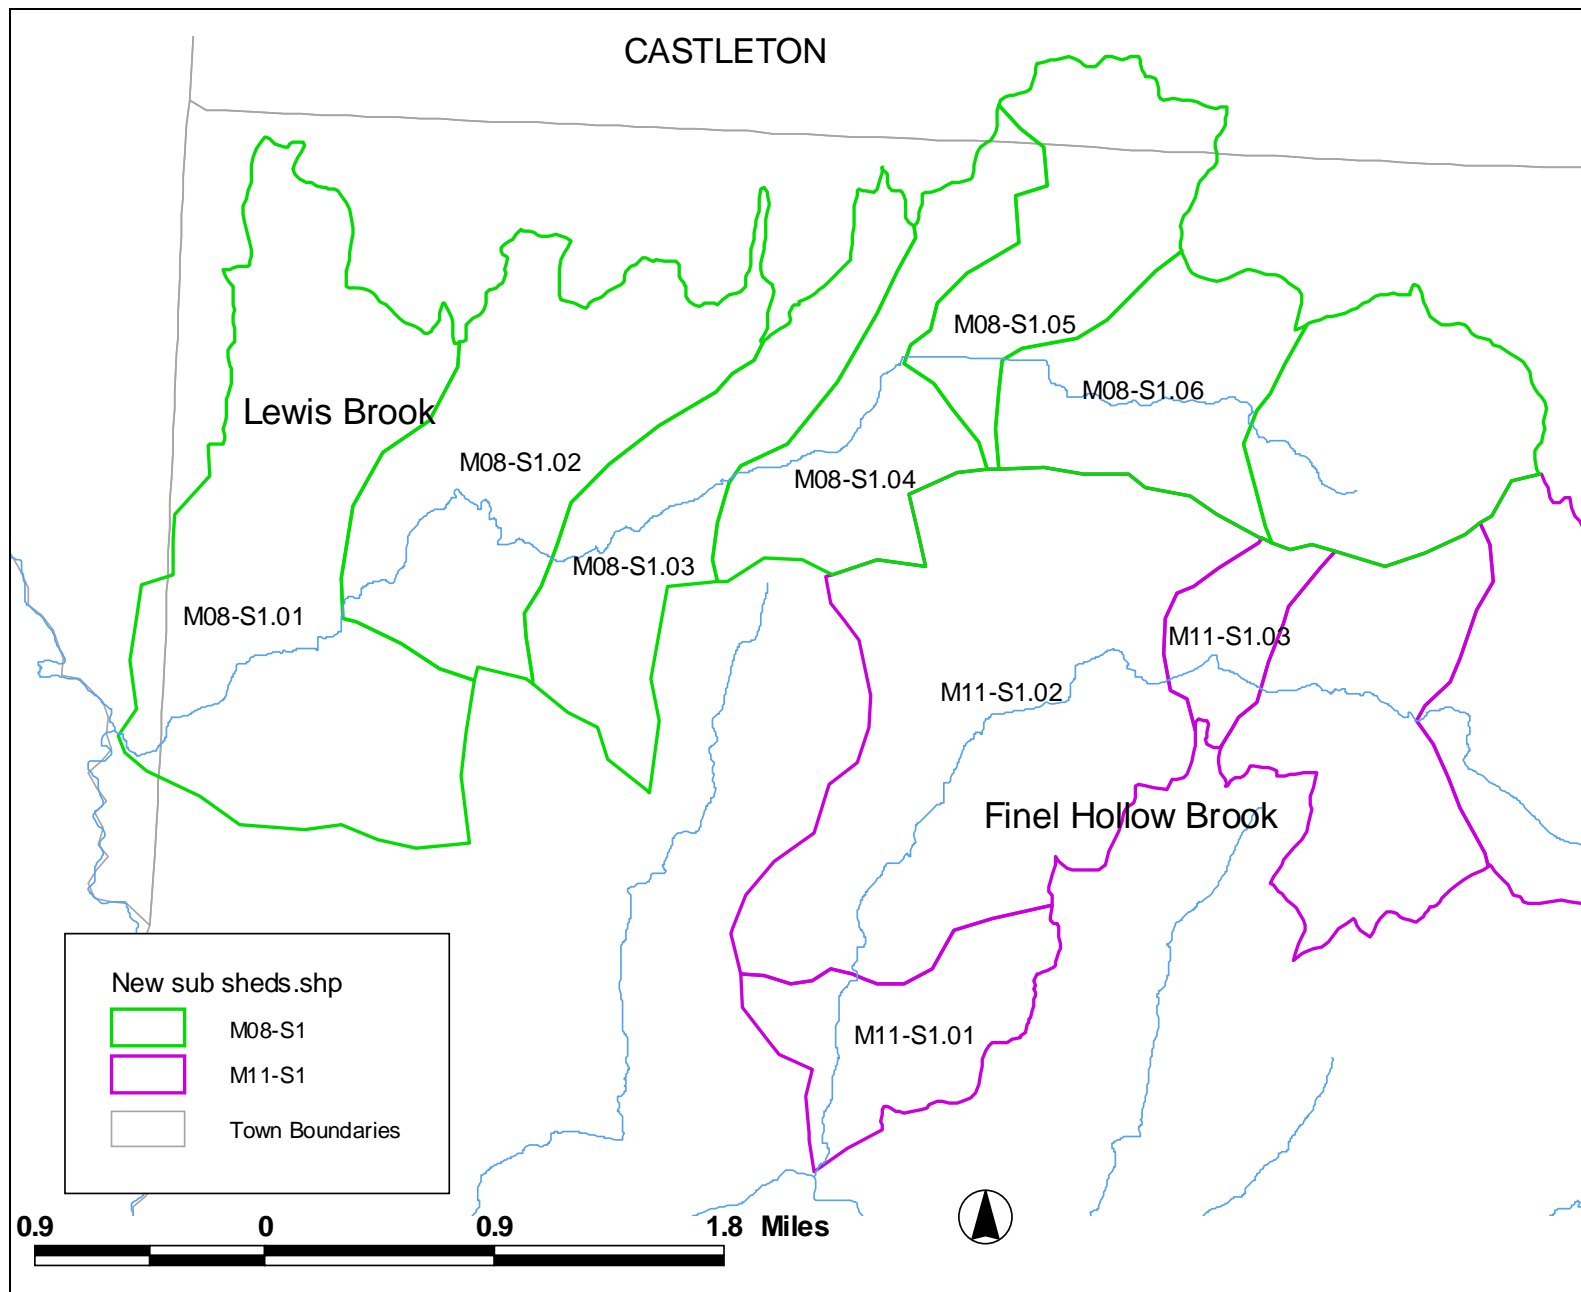 CASTLETON
M08-S1.05
M08-S1.06
Lewis Brook
M08-S1.02
M08-S1.04
M08-S1.03
M08-S1.01
M11-S1.03
M11-S1.02
Finel Hollow Brook
M11-S1.01
New sub sheds.shp
M08-S1
M11-S1
Town Boundaries
0.9 0 0.9 1.8 Miles